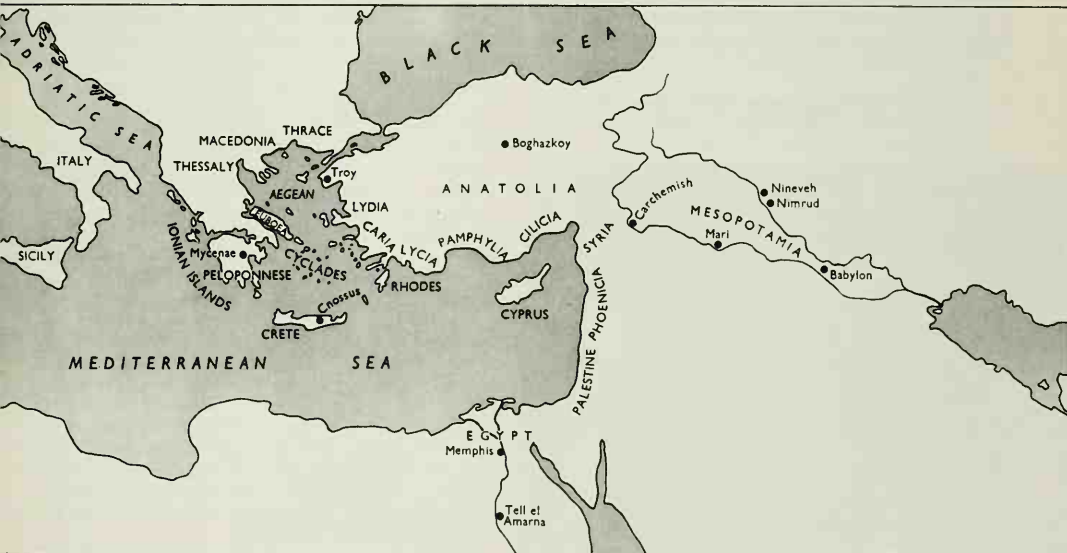 BLACK SEA
ADRIATIC SEA
THRACE
MACEDONIA
Boghazkoy
ITALY
THESSALY
Troy
ANATOLIA
AEGEAN
Nineveh
Nimrud
Carchemish
EUBOEA
LYDIA
MESOPOTAMIA
CARIA
LYCIA
PAMPHYLIA
CILICIA
SYRIA
Mari
IONIAN ISLANDS
Mycenae
SICILY
CYCLADES
PELOPONNESE
RHODES
Babylon
Cnossus
CYPRUS
CRETE
PALESTINE PHOENICIA
MEDITERRANEAN SEA
EGYPT
Memphis
Tell el
Amarna